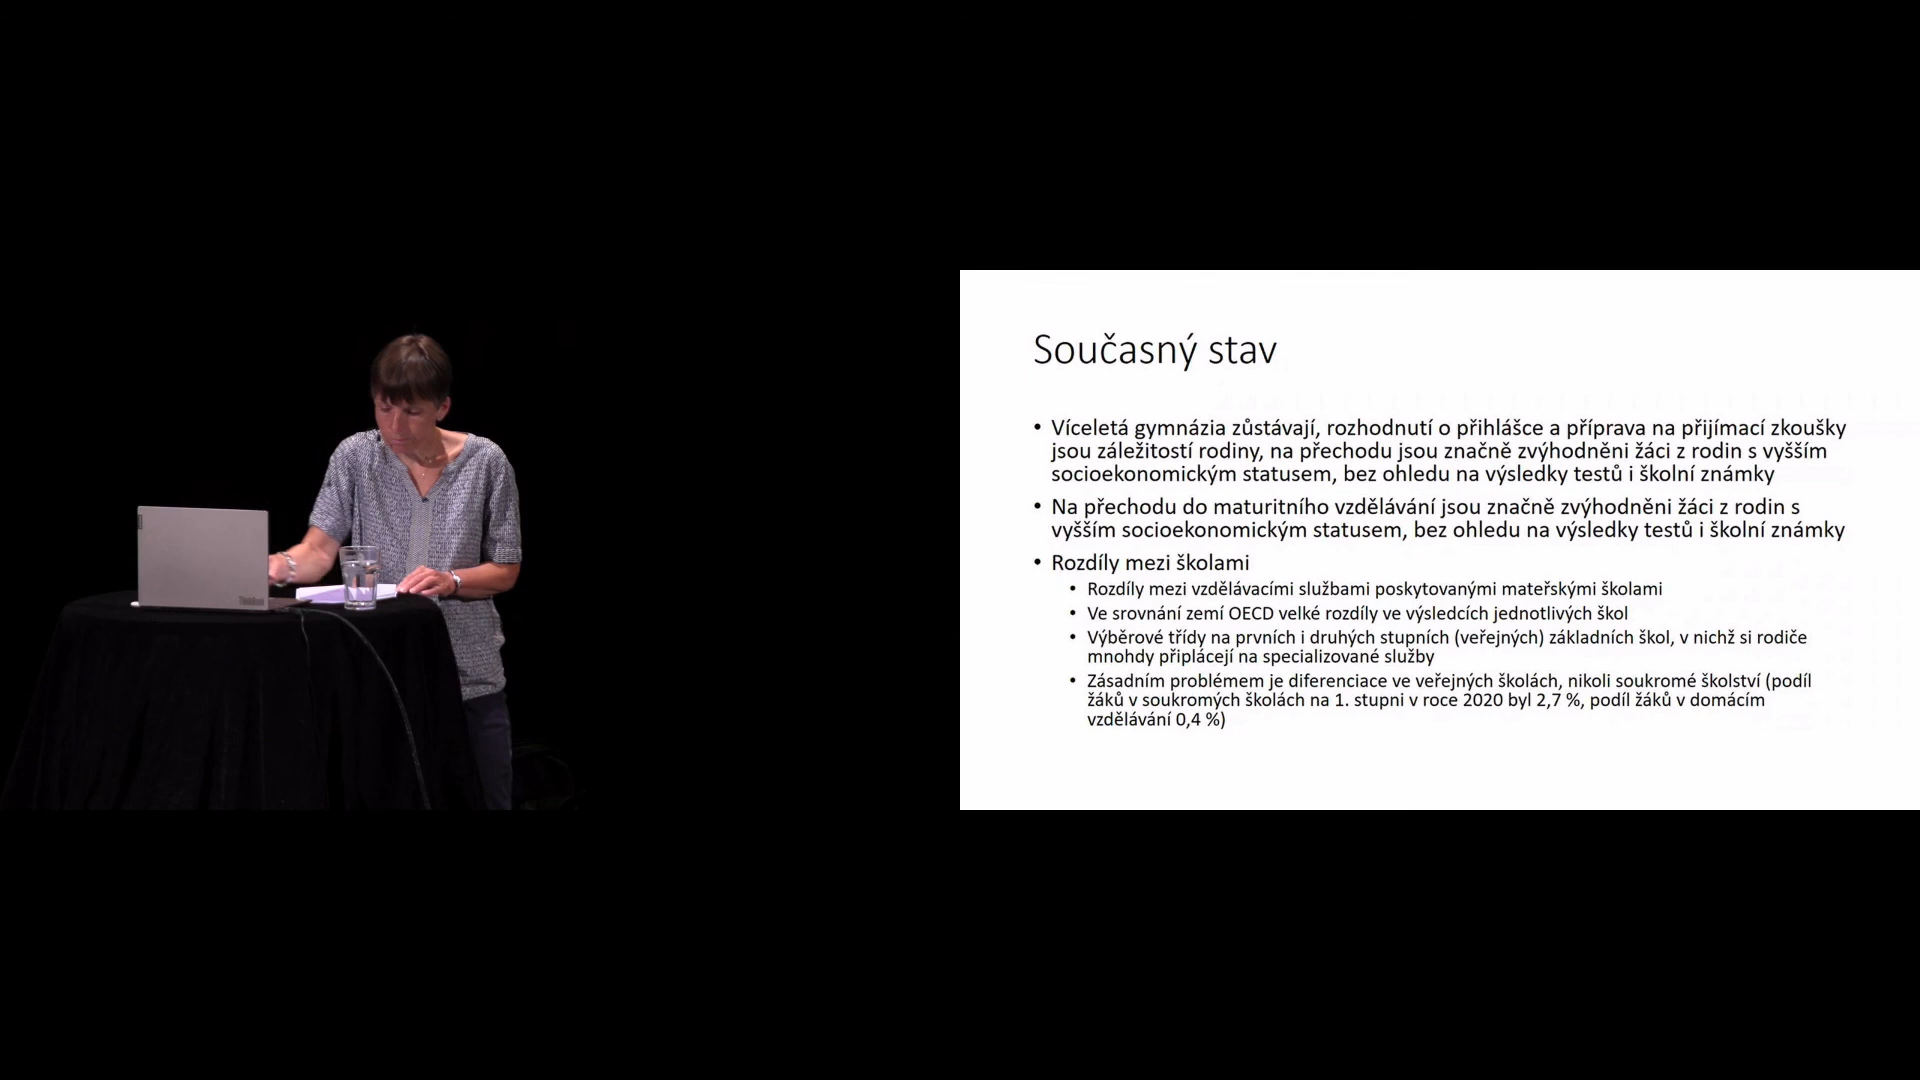 Současný stav
• Víceletá gymnázia zůstávají, rozhodnutí o přihlášce a příprava na přijímací zkoušky
jsou záležitostí rodiny, na přechodu jsou značně zvýhodněni žáci z rodin s vyšším
socioekonomickým statusem, bez ohledu na výsledky testů i školní známky
• Na přechodu do maturitního vzdělávání jsou značně zvýhodněni žáci z rodin s
vyšším socioekonomickým statusem, bez ohledu na výsledky testů i školní známky
• Rozdíly mezi školami
• Rozdíly mezi vzdělávacími službami poskytovanými mateřskými školami
• Ve srovnání zemí OECD velké rozdíly ve výsledcích jednotlivých škol
• Výběrové třídy na prvních i druhých stupních (veřejných) základních škol, v nichž si rodiče
mnohdy připlácejí na specializované služby
• Zásadním problémem je diferenciace ve veřejných školách, nikoli soukromé školství (podíl
žáků v soukromých školách na 1. stupni v roce 2020 byl 2,7 %, podíl žáků v domácím
vzdělávání 0,4 %)